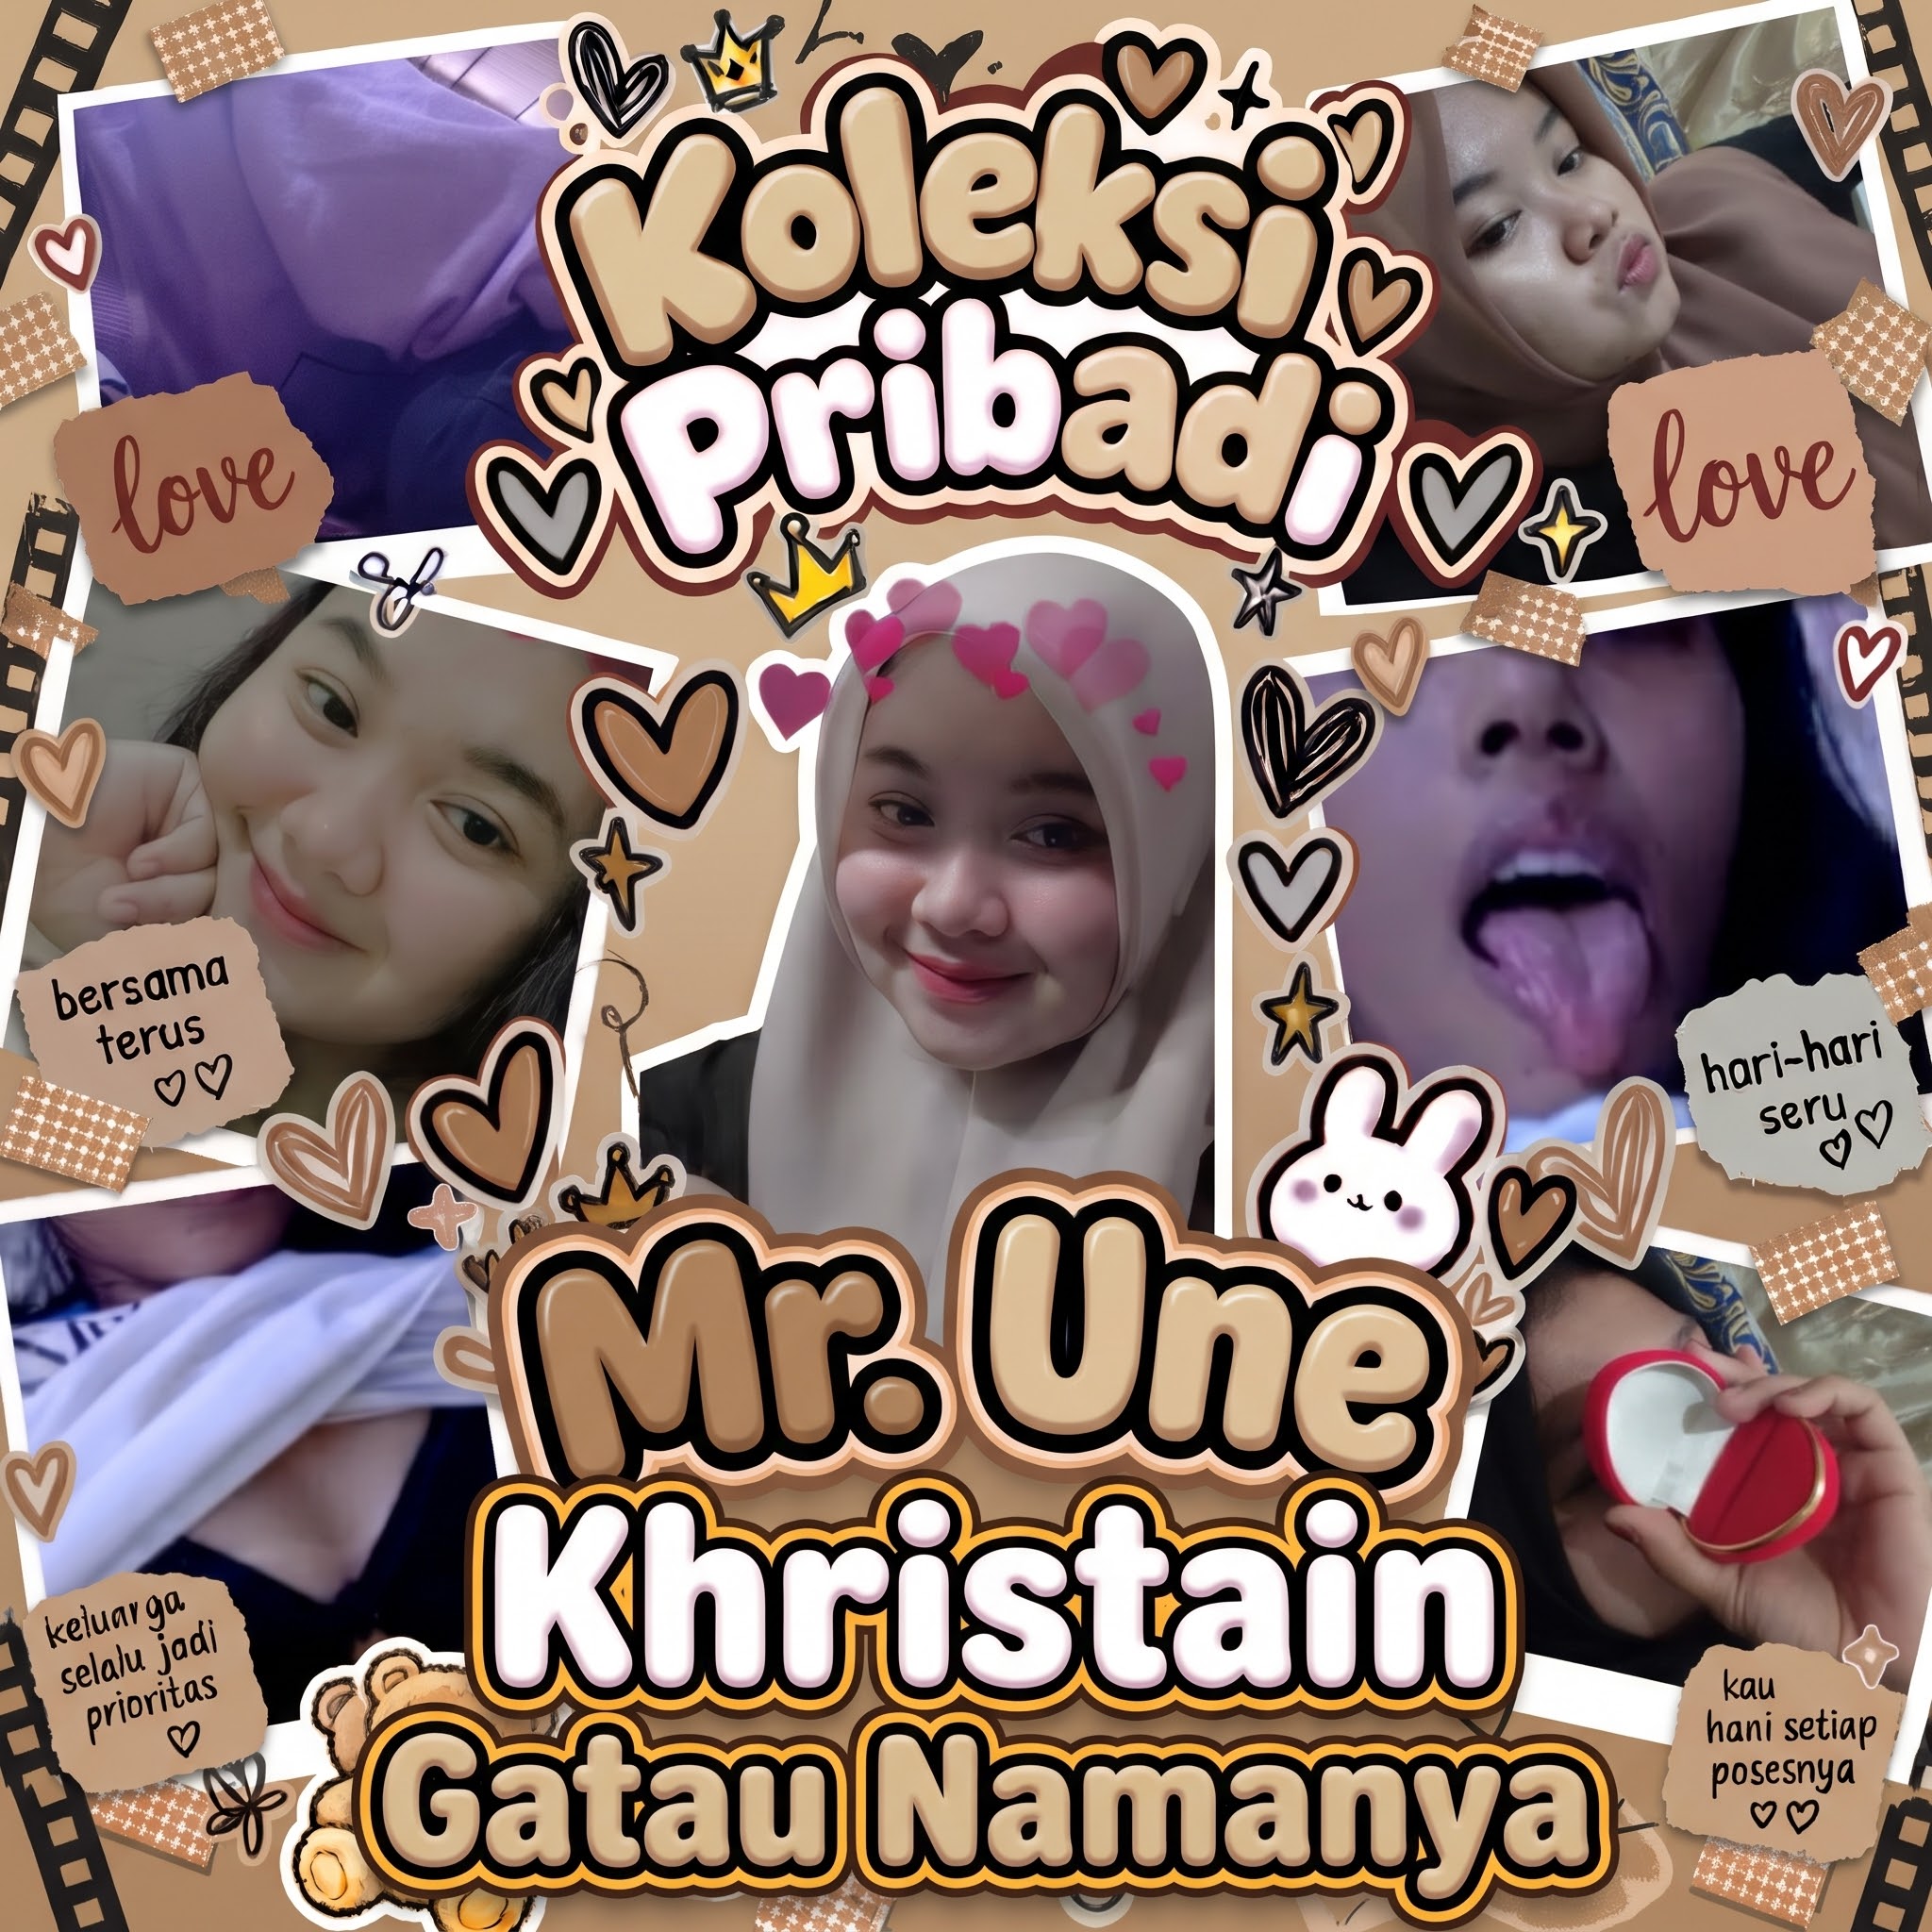 Koleksi
Pribadi
love
love
bersama
terus
hari-hari
seru
Mr. Une
Khristain
Gatau Namanya
keluarga
selalu jadi
prioritas
kau
hani setiap
posesnya